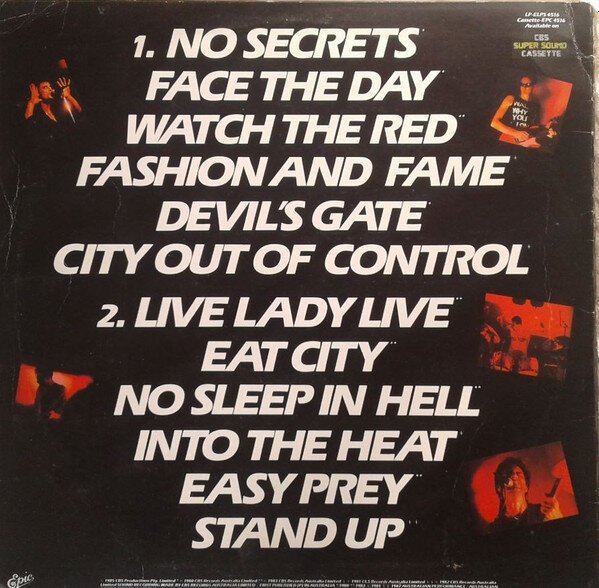 LP-ELPS 4516
Cassette-EPC 4516
Available on
CBS
SUPER SOUND
CASSETTE
1. NO SECRETS
FACE THE DAY
WATCH THE RED
FASHION AND FAME
DEVIL'S GATE
CITY OUT OF CONTROL
2. LIVE LADY LIVE
EAT CITY
NO SLEEP IN HELL
INTO THE HEAT
EASY PREY
STAND UP
WHY
YOU
Epic